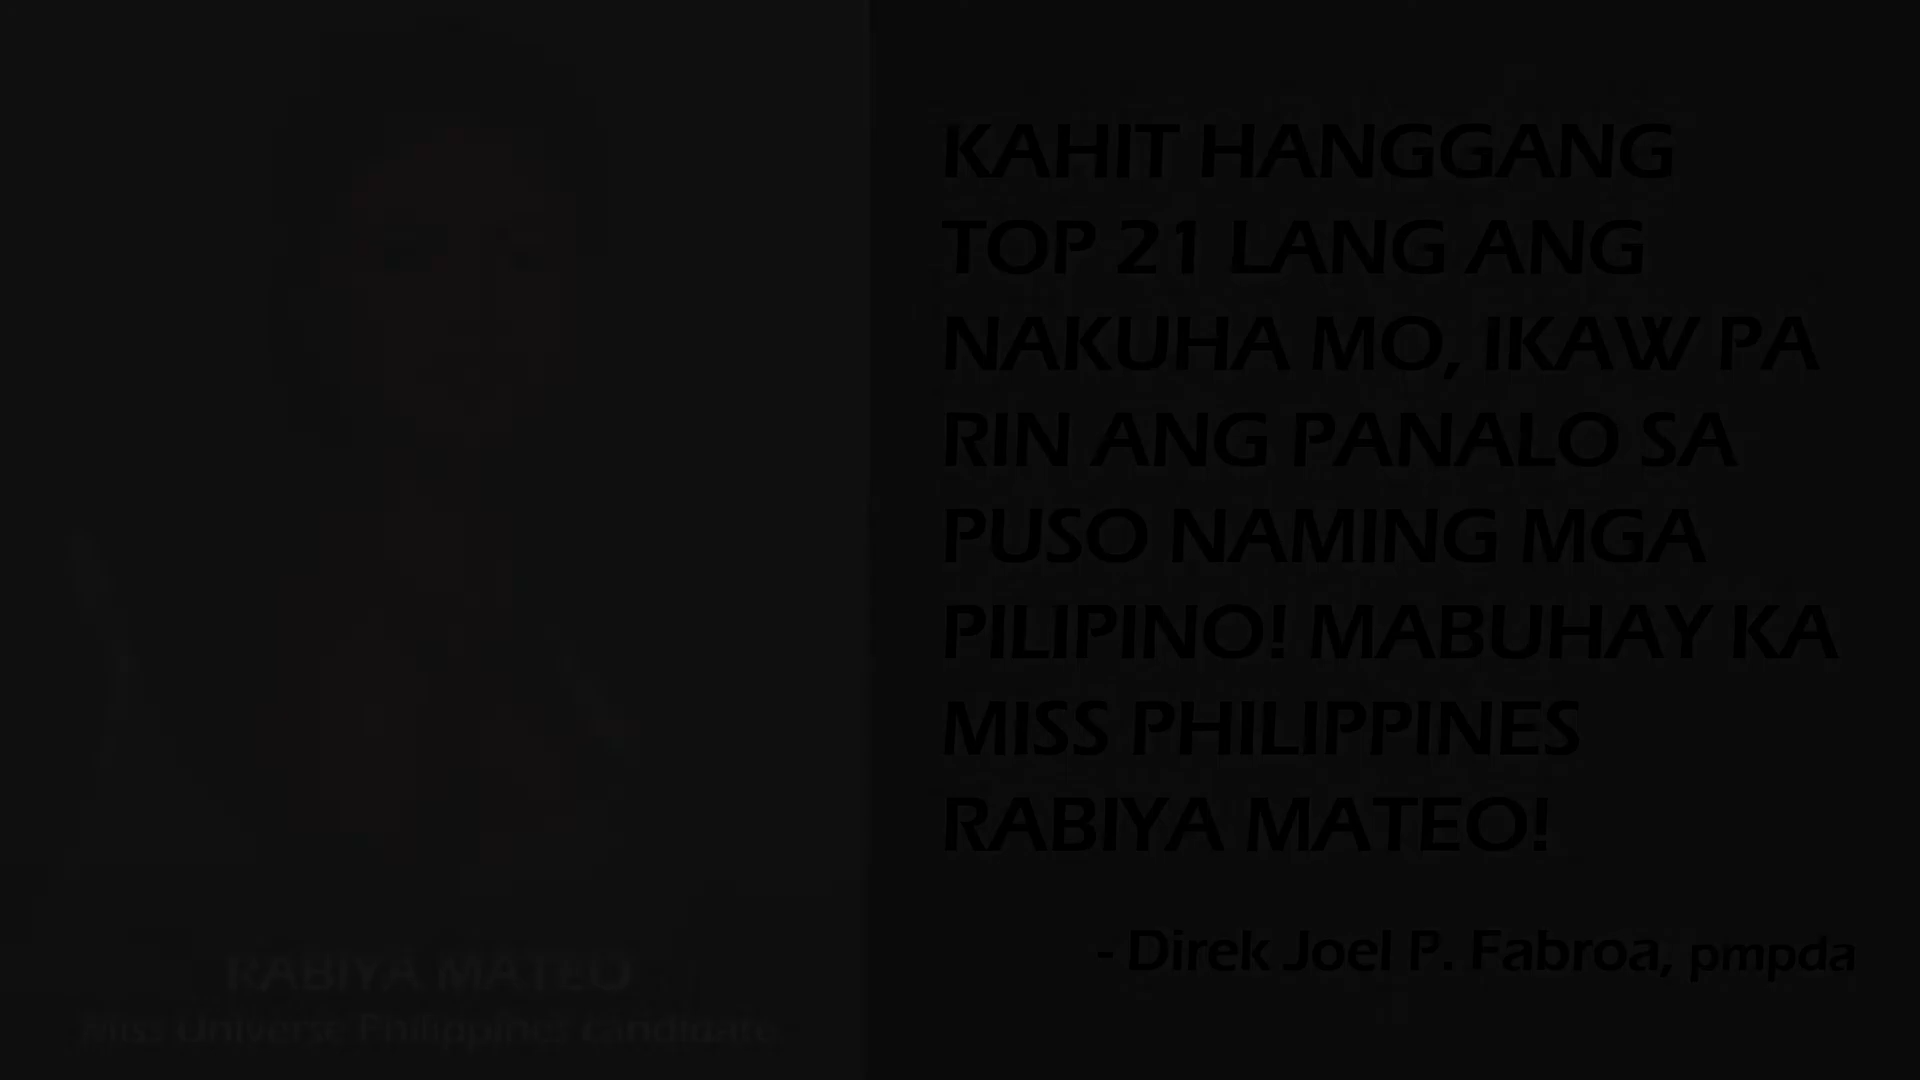 KAHIT HANGGANG
TOP 21 LANG ANG
NAKUHA MO, IKAW PA
RIN ANG PANALO SA
PUSO NAMING MGA
PILIPINO! MABUHAY KA
MISS PHILIPPINES
RABIYA MATEO!
- Direk Joel P. Fabroa, pmpda
RABIYA MATEO
Miss Universe Philippines candidate